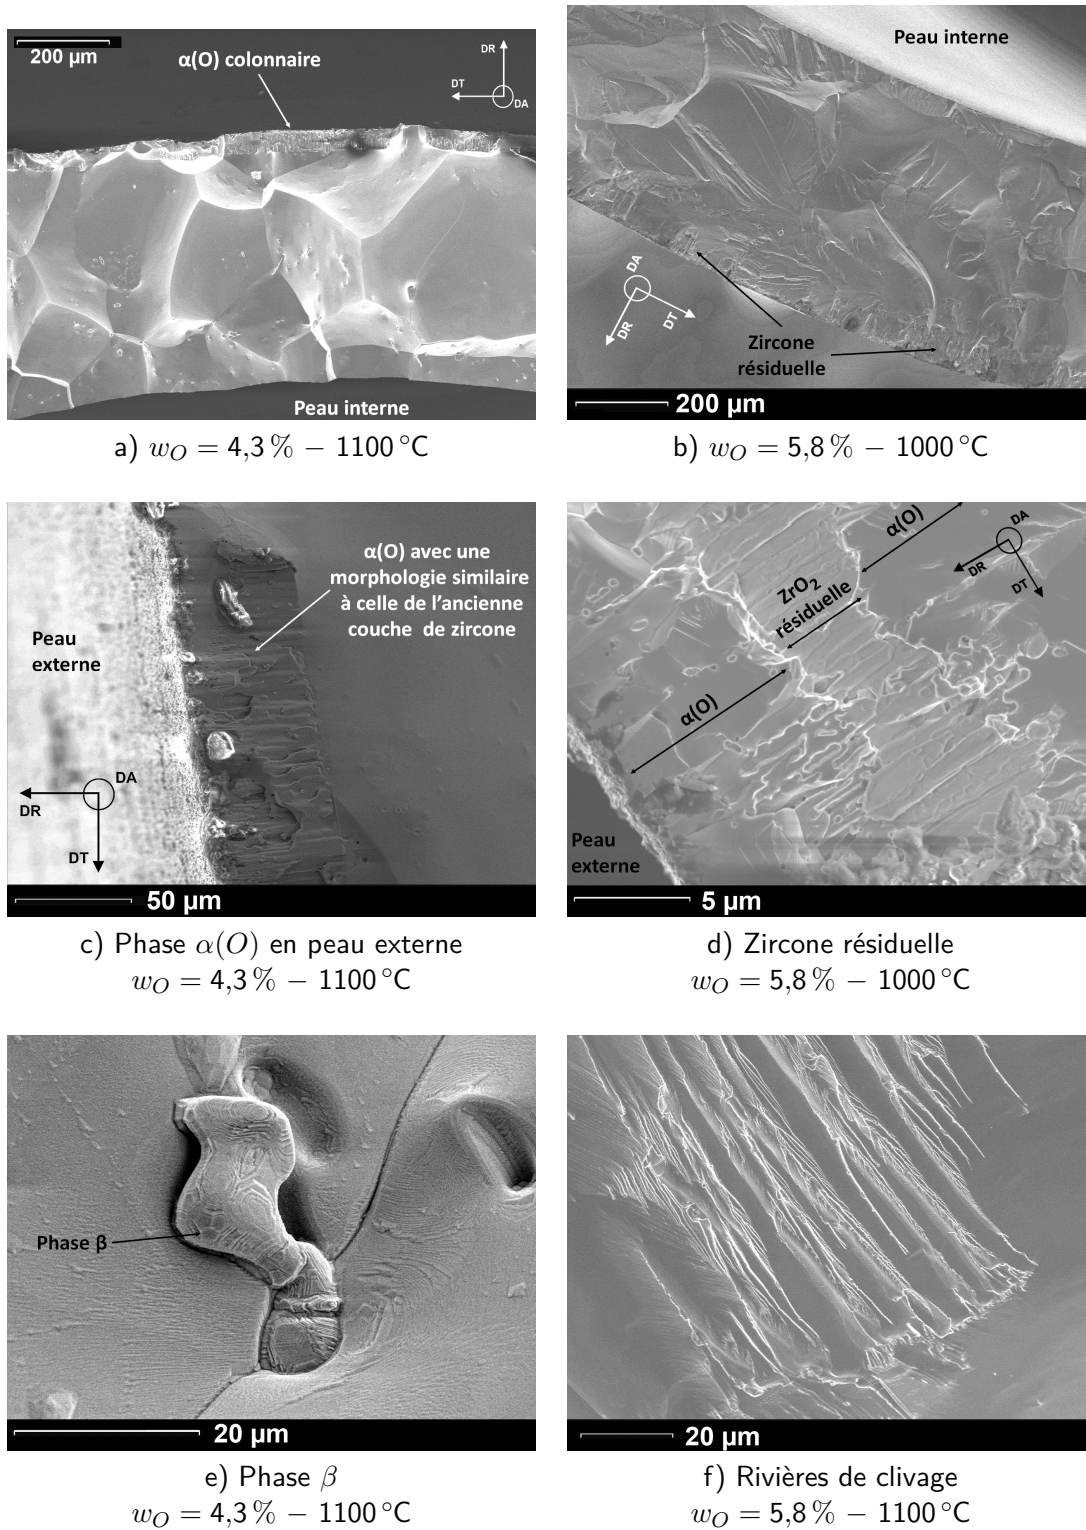 200 µm
α(O) colonnaire
DR
DT
DA
Peau interne
a) w_O = 4,3 % − 1100 °C
Peau interne
DA
DT
DR
Zircone
résiduelle
200 µm
b) w_O = 5,8 % − 1000 °C
α(O) avec une
morphologie similaire
à celle de l'ancienne
couche de zircone
Peau
externe
DA
DR
DT
50 µm
c) Phase α(O) en peau externe
w_O = 4,3 % − 1100 °C
α(O)
DA
DR
DT
ZrO₂
résiduelle
α(O)
Peau
externe
5 µm
d) Zircone résiduelle
w_O = 5,8 % − 1000 °C
Phase β
20 µm
e) Phase β
w_O = 4,3 % − 1100 °C
20 µm
f) Rivières de clivage
w_O = 5,8 % − 1100 °C